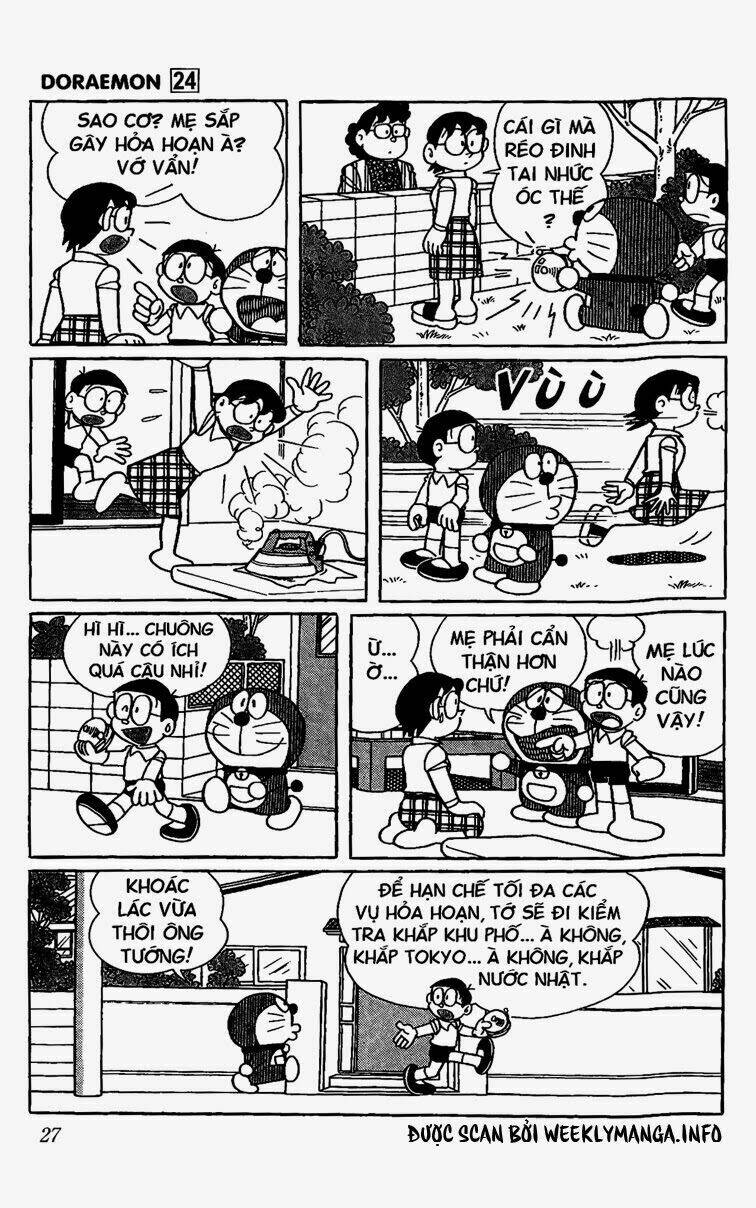 DORAEMON 24
SAO CƠ? MẸ SẮP
GÂY HỎA HOẠN À?
VỚ VẨN!
CÁI GÌ MÀ
RÉO ĐINH
TAI NHỨC
ÓC THẾ
?
VÙ Ù
HÌ HÌ... CHUÔNG
NÀY CÓ ÍCH
QUÁ CẬU NHỈ!
Ừ...
Ờ...
MẸ PHẢI CẨN
THẬN HƠN
CHỨ!
MẸ LÚC
NÀO
CŨNG
VẬY!
KHOÁC
LÁC VỪA
THÔI ÔNG
TƯỚNG!
ĐỂ HẠN CHẾ TỐI ĐA CÁC
VỤ HỎA HOẠN, TỚ SẼ ĐI KIỂM
TRA KHẮP KHU PHỐ... À KHÔNG,
KHẮP TOKYO... À KHÔNG, KHẮP
NƯỚC NHẬT.
27
ĐƯỢC SCAN BỞI WEEKLYMANGA.INFO